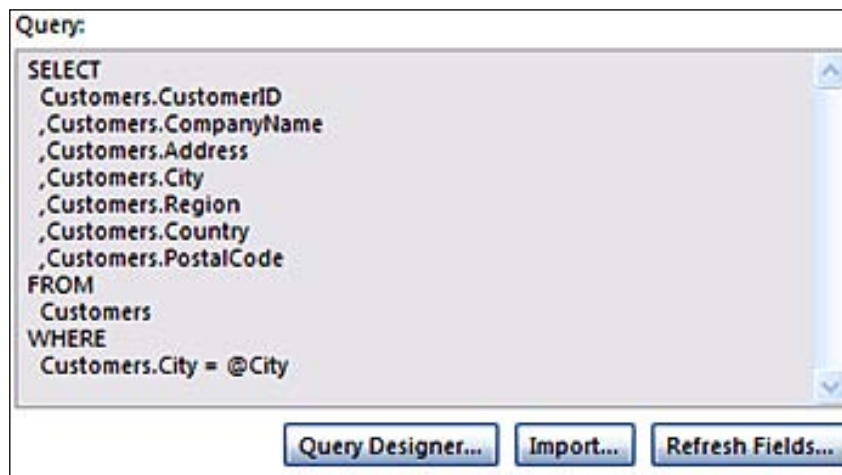 Query:
SELECT
Customers.CustomerID
,Customers.CompanyName
,Customers.Address
,Customers.City
,Customers.Region
,Customers.Country
,Customers.PostalCode
FROM
Customers
WHERE
Customers.City = @City
Query Designer... Import... Refresh Fields...